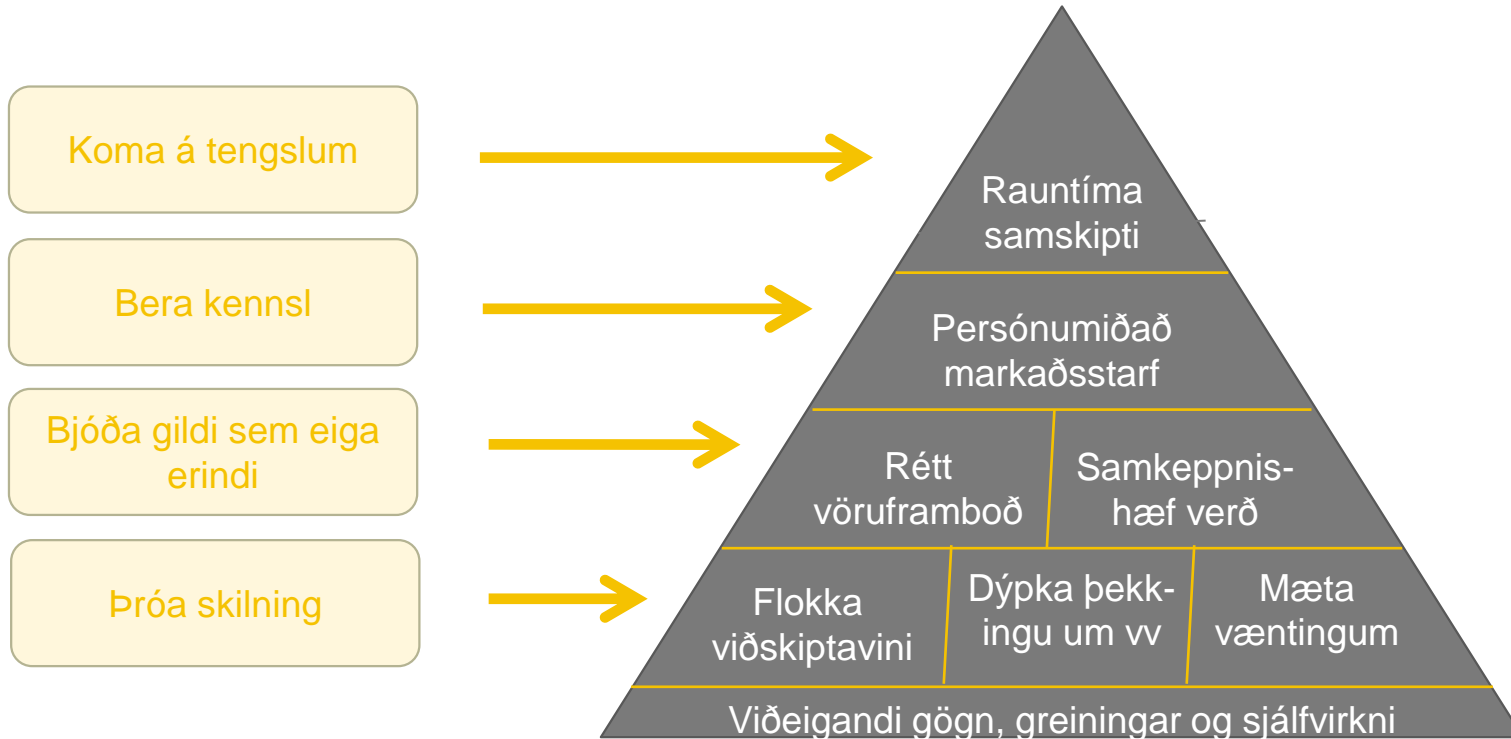 Koma á tengslum
Bera kennsl
Bjóða gildi sem eiga
erindi
Þróa skilning
Rauntíma
samskipti
Persónumiðað
markaðsstarf
Rétt
vöruframboð
Samkeppnis-
hæf verð
Flokka
viðskiptavini
Dýpka þekk-
ingu um vv
Mæta
væntingum
Viðeigandi gögn, greiningar og sjálfvirkni